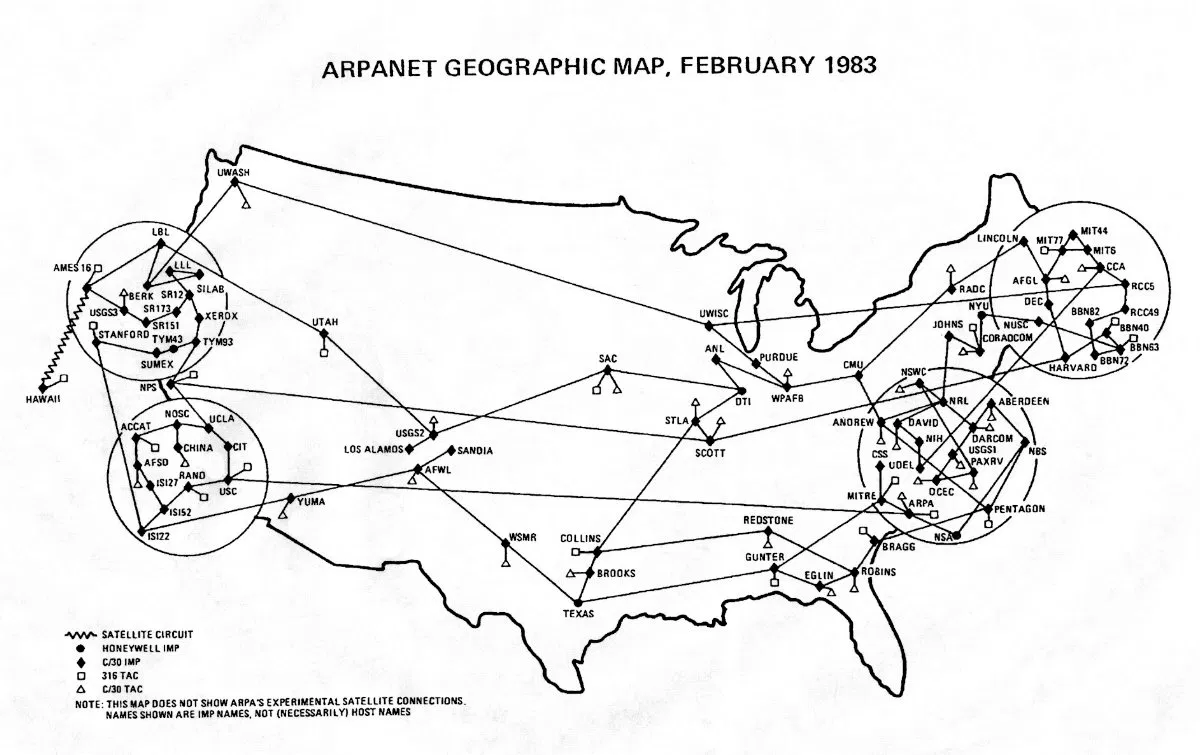 ARPANET GEOGRAPHIC MAP, FEBRUARY 1983
UWASH
LBL
LLL
AMES16
BERK
SILAB
SR12
USGS3
SR173
SR151
XEROX
STANFORD
TYM43
TYM93
SUMEX
HAWAII
NPS
UTAH
NOSC
ACCAT
UCLA
CHINA
CIT
AFSD
RAND
ISI27
USC
ISI52
ISI22
YUMA
USGS2
LOS ALAMOS
SANDIA
AFWL
WSMR
SAC
UWISC
ANL
PURDUE
DTI
WPAFB
STLA
SCOTT
COLLINS
BROOKS
TEXAS
REDSTONE
GUNTER
EGLIN
ROBINS
BRAGG
LINCOLN
MIT77
MIT44
MIT6
CCA
AFGL
RADC
DEC
RCC5
NYU
BBN82
RCC49
NUSC
BBN40
JOHNS
CORADCOM
BBN63
BBN72
HARVARD
CMU
NSWC
NRL
ABERDEEN
ANDREW
DAVID
NIH
DARCOM
USGS1
NBS
CSS
UDEL
PAXRV
DCEC
MITRE
ARPA
PENTAGON
NSA
SATELLITE CIRCUIT
HONEYWELL IMP
C/30 IMP
316 TAC
C/30 TAC
NOTE: THIS MAP DOES NOT SHOW ARPA'S EXPERIMENTAL SATELLITE CONNECTIONS.
NAMES SHOWN ARE IMP NAMES, NOT (NECESSARILY) HOST NAMES